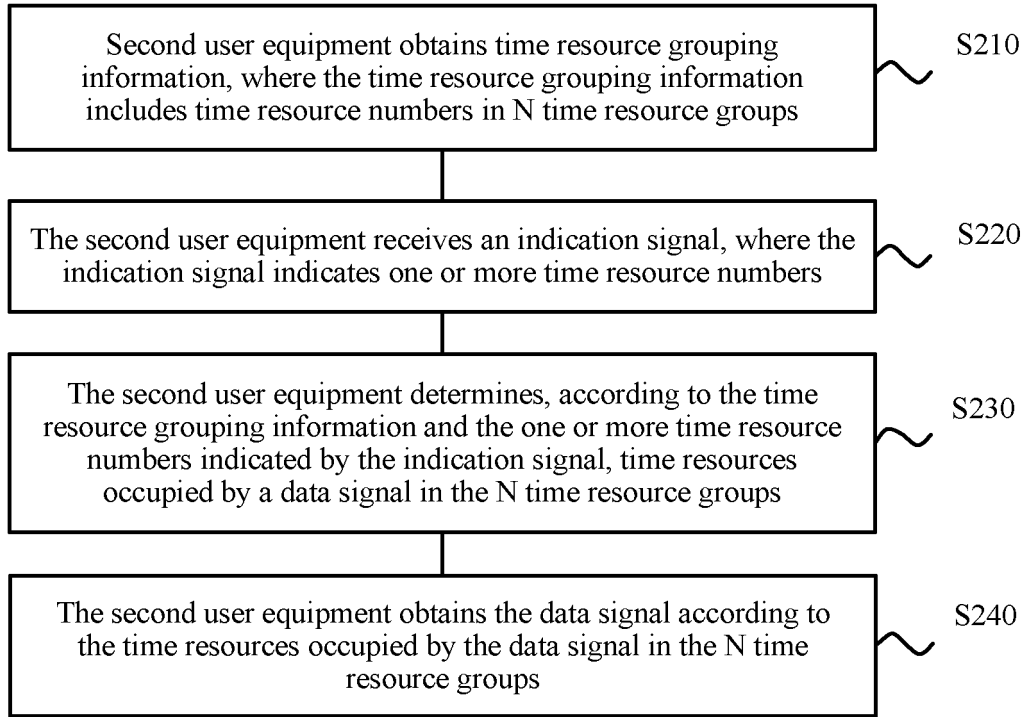 Second user equipment obtains time resource grouping
information, where the time resource grouping information
includes time resource numbers in N time resource groups
S210
The second user equipment receives an indication signal, where the
indication signal indicates one or more time resource numbers
S220
The second user equipment determines, according to the time
resource grouping information and the one or more time resource
numbers indicated by the indication signal, time resources
occupied by a data signal in the N time resource groups
S230
The second user equipment obtains the data signal according to
the time resources occupied by the data signal in the N time
resource groups
S240